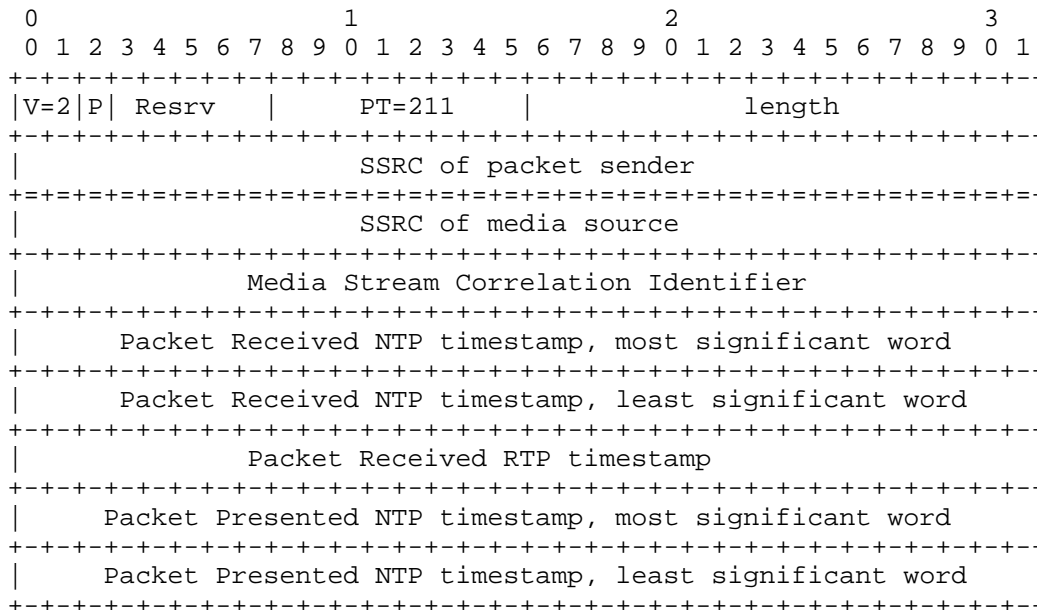 0                   1                   2                   3
 0 1 2 3 4 5 6 7 8 9 0 1 2 3 4 5 6 7 8 9 0 1 2 3 4 5 6 7 8 9 0 1
+-+-+-+-+-+-+-+-+-+-+-+-+-+-+-+-+-+-+-+-+-+-+-+-+-+-+-+-+-+-+-+--
|V=2|P| Resrv   |     PT=211    |             length
+-+-+-+-+-+-+-+-+-+-+-+-+-+-+-+-+-+-+-+-+-+-+-+-+-+-+-+-+-+-+-+--
|                     SSRC of packet sender
+=+=+=+=+=+=+=+=+=+=+=+=+=+=+=+=+=+=+=+=+=+=+=+=+=+=+=+=+=+=+=+=-
|                     SSRC of media source
+-+-+-+-+-+-+-+-+-+-+-+-+-+-+-+-+-+-+-+-+-+-+-+-+-+-+-+-+-+-+-+--
|              Media Stream Correlation Identifier
+-+-+-+-+-+-+-+-+-+-+-+-+-+-+-+-+-+-+-+-+-+-+-+-+-+-+-+-+-+-+-+--
|      Packet Received NTP timestamp, most significant word
+-+-+-+-+-+-+-+-+-+-+-+-+-+-+-+-+-+-+-+-+-+-+-+-+-+-+-+-+-+-+-+--
|      Packet Received NTP timestamp, least significant word
+-+-+-+-+-+-+-+-+-+-+-+-+-+-+-+-+-+-+-+-+-+-+-+-+-+-+-+-+-+-+-+--
|              Packet Received RTP timestamp
+-+-+-+-+-+-+-+-+-+-+-+-+-+-+-+-+-+-+-+-+-+-+-+-+-+-+-+-+-+-+-+--
|     Packet Presented NTP timestamp, most significant word
+-+-+-+-+-+-+-+-+-+-+-+-+-+-+-+-+-+-+-+-+-+-+-+-+-+-+-+-+-+-+-+--
|     Packet Presented NTP timestamp, least significant word
+-+-+-+-+-+-+-+-+-+-+-+-+-+-+-+-+-+-+-+-+-+-+-+-+-+-+-+-+-+-+-+--